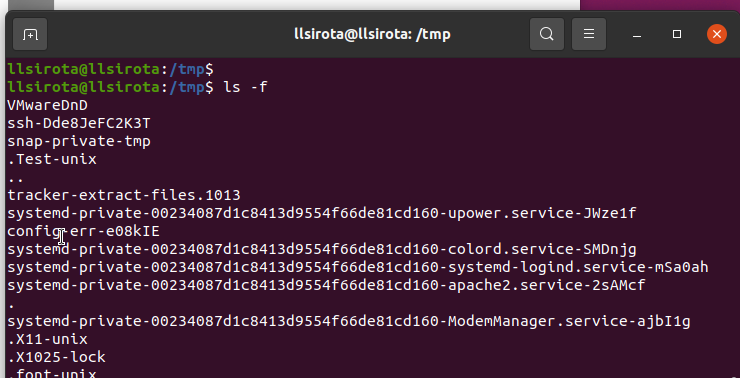 llsirota@llsirota: /tmp
llsirota@llsirota:/tmp$
llsirota@llsirota:/tmp$ ls -f
VMwareDnD
ssh-Dde8JeFC2K3T
snap-private-tmp
.Test-unix
..
tracker-extract-files.1013
systemd-private-00234087d1c8413d9554f66de81cd160-upower.service-JWze1f
config-err-e08kIE
systemd-private-00234087d1c8413d9554f66de81cd160-colord.service-SMDnjg
systemd-private-00234087d1c8413d9554f66de81cd160-systemd-logind.service-mSa0ah
systemd-private-00234087d1c8413d9554f66de81cd160-apache2.service-2sAMcf
.
systemd-private-00234087d1c8413d9554f66de81cd160-ModemManager.service-ajbI1g
.X11-unix
.X1025-lock
.font-unix